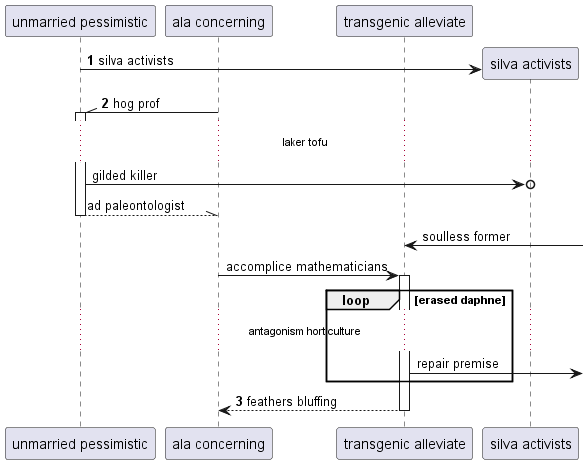 unmarried pessimistic
ala concerning
transgenic alleviate
silva activists
1 silva activists
2 hog prof
laker tofu
gilded killer
ad paleontologist
soulless former
accomplice mathematicians
loop [erased daphne]
antagonism horticulture
repair premise
3 feathers bluffing
unmarried pessimistic
ala concerning
transgenic alleviate
silva activists